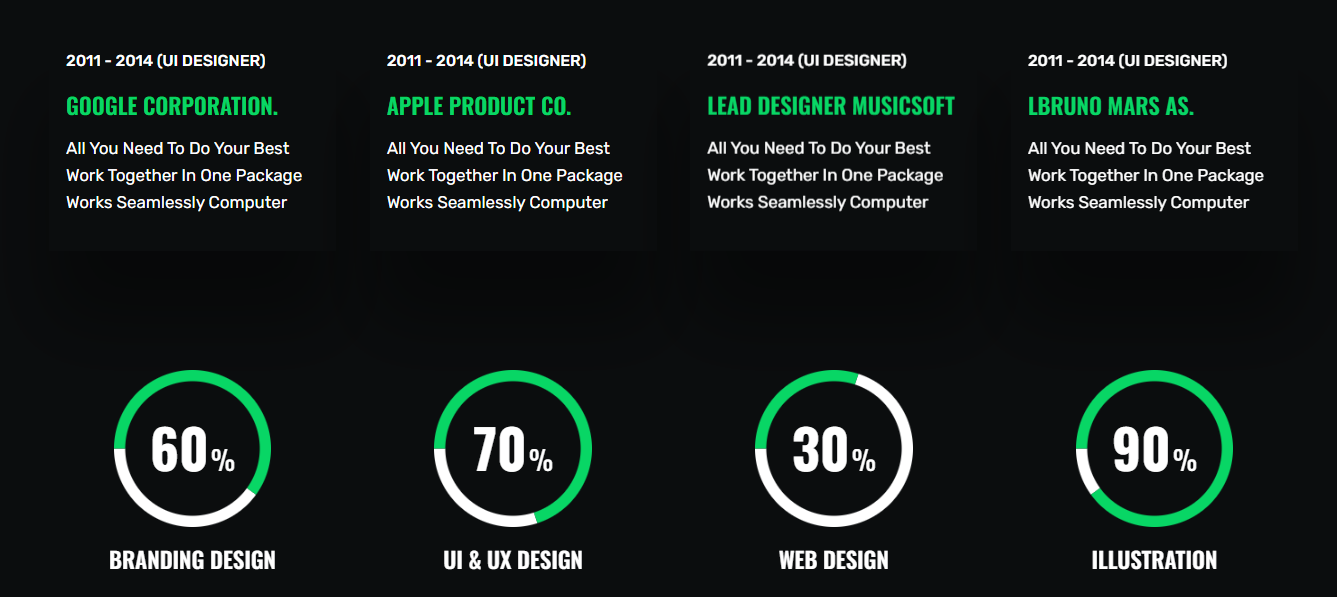 2011 - 2014 (UI DESIGNER)
GOOGLE CORPORATION.
All You Need To Do Your Best
Work Together In One Package
Works Seamlessly Computer
2011 - 2014 (UI DESIGNER)
APPLE PRODUCT CO.
All You Need To Do Your Best
Work Together In One Package
Works Seamlessly Computer
2011 - 2014 (UI DESIGNER)
LEAD DESIGNER MUSICSOFT
All You Need To Do Your Best
Work Together In One Package
Works Seamlessly Computer
2011 - 2014 (UI DESIGNER)
LBRUNO MARS AS.
All You Need To Do Your Best
Work Together In One Package
Works Seamlessly Computer
60%
BRANDING DESIGN
70%
UI & UX DESIGN
30%
WEB DESIGN
90%
ILLUSTRATION